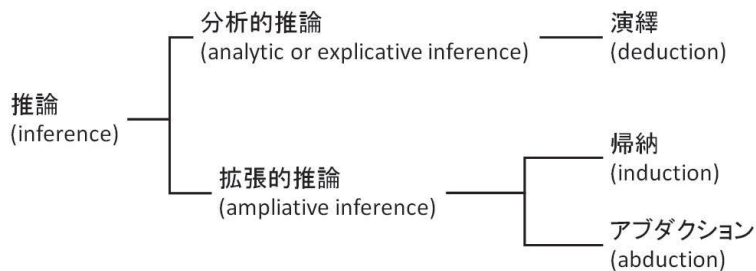 推論
(inference)
分析的推論
(analytic or explicative inference)
演繹
(deduction)
拡張的推論
(ampliative inference)
帰納
(induction)
アブダクション
(abduction)